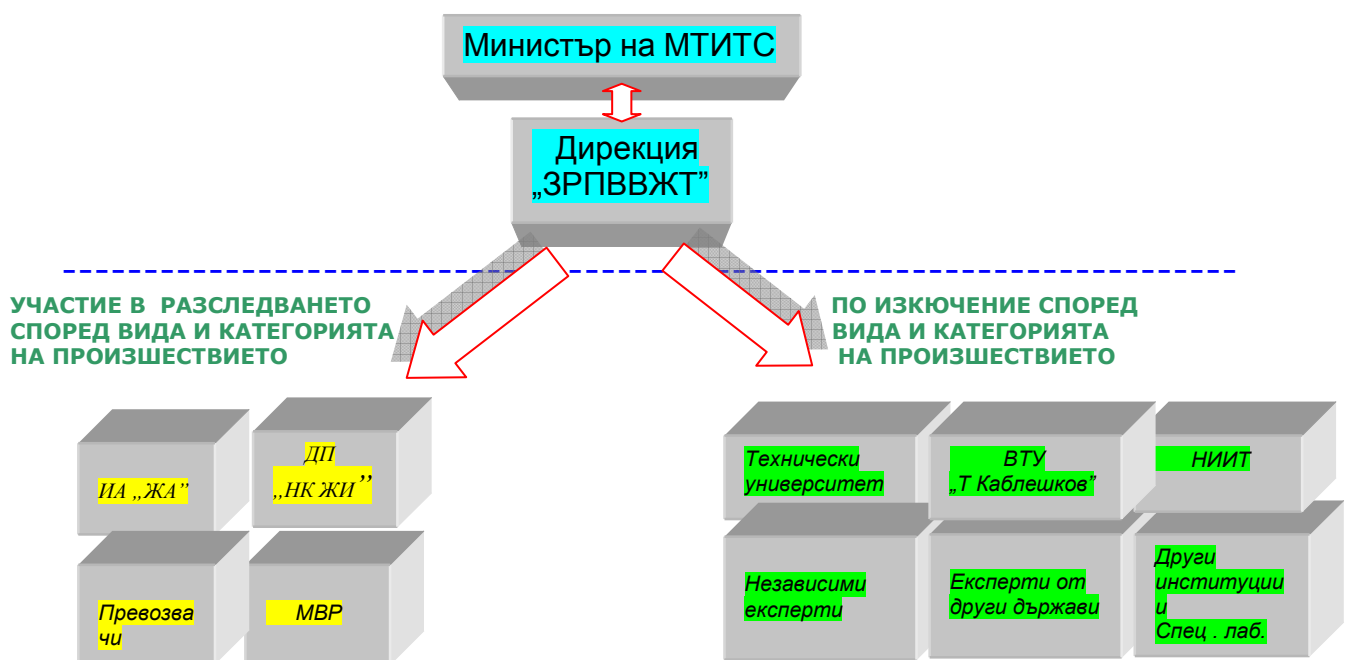 Министър на МТИТС
Дирекция
„ЗРПВВЖТ”
УЧАСТИЕ В РАЗСЛЕДВАНЕТО
СПОРЕД ВИДА И КАТЕГОРИЯТА
НА ПРОИЗШЕСТВИЕТО
ПО ИЗКЮЧЕНИЕ СПОРЕД
ВИДА И КАТЕГОРИЯТА
НА ПРОИЗШЕСТВИЕТО
ИА „ЖА”
ДП
„НК ЖИ”
Превозва
чи
МВР
Технически
университет
ВТУ
„Т Каблешков”
НИИТ
Независими
експерти
Експерти от
други държави
Други
институции
и
Спец . лаб.